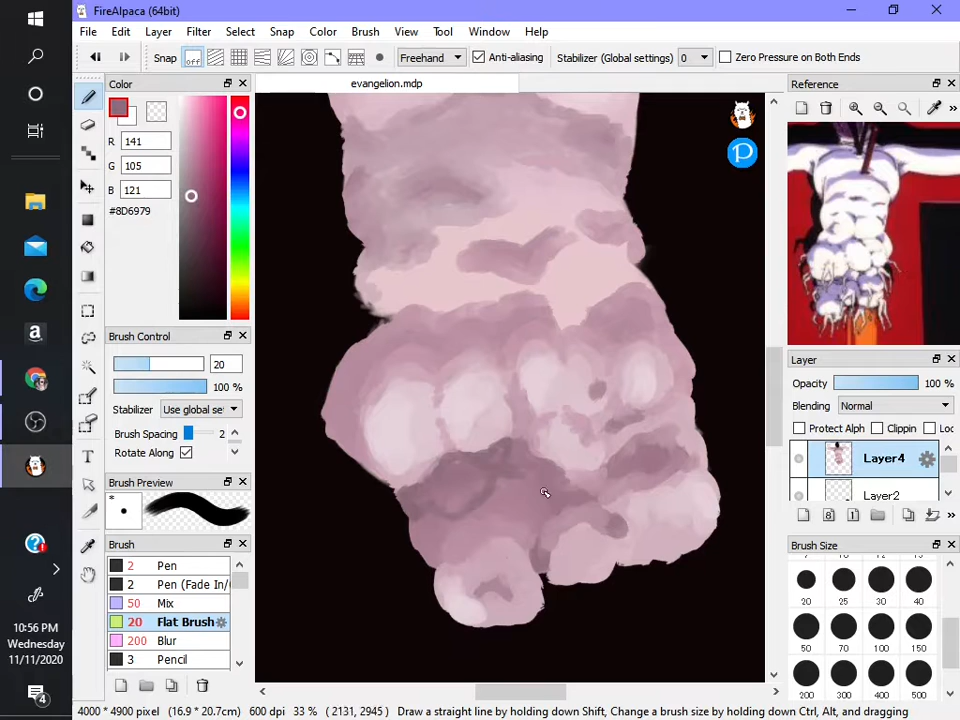 FireAlpaca (64bit)
File Edit Layer Filter Select Snap Color Brush View Tool Window Help
Snap off Freehand Anti-aliasing Stabilizer (Global settings) 0 Zero Pressure on Both Ends
Color
evangelion.mdp
Reference
R 141
G 105
B 121
#8D6979
Brush Control
20
100 %
Stabilizer Use global se
Brush Spacing 2
Rotate Along
Brush Preview
*
Brush
2 Pen
2 Pen (Fade In/
50 Mix
20 Flat Brush
200 Blur
3 Pencil
Layer
Opacity 100 %
Blending Normal
Protect Alph Clippin Loc
Layer4
Layer2
Brush Size
20 25 30 40
50 70 100 150
200 300 400 500
10:56 PM
Wednesday
11/11/2020
4
4000 * 4900 pixel (16.9 * 20.7cm) 600 dpi 33 % ( 2131, 2945) Draw a straight line by holding down Shift, Change a brush size by holding down Ctrl, Alt, and dragging